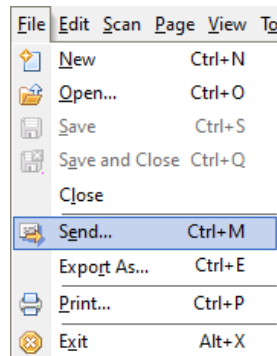 File Edit Scan Page View To
New Ctrl+N
Open... Ctrl+O
Save Ctrl+S
Save and Close Ctrl+Q
Close
Send... Ctrl+M
Export As... Ctrl+E
Print... Ctrl+P
Exit Alt+X